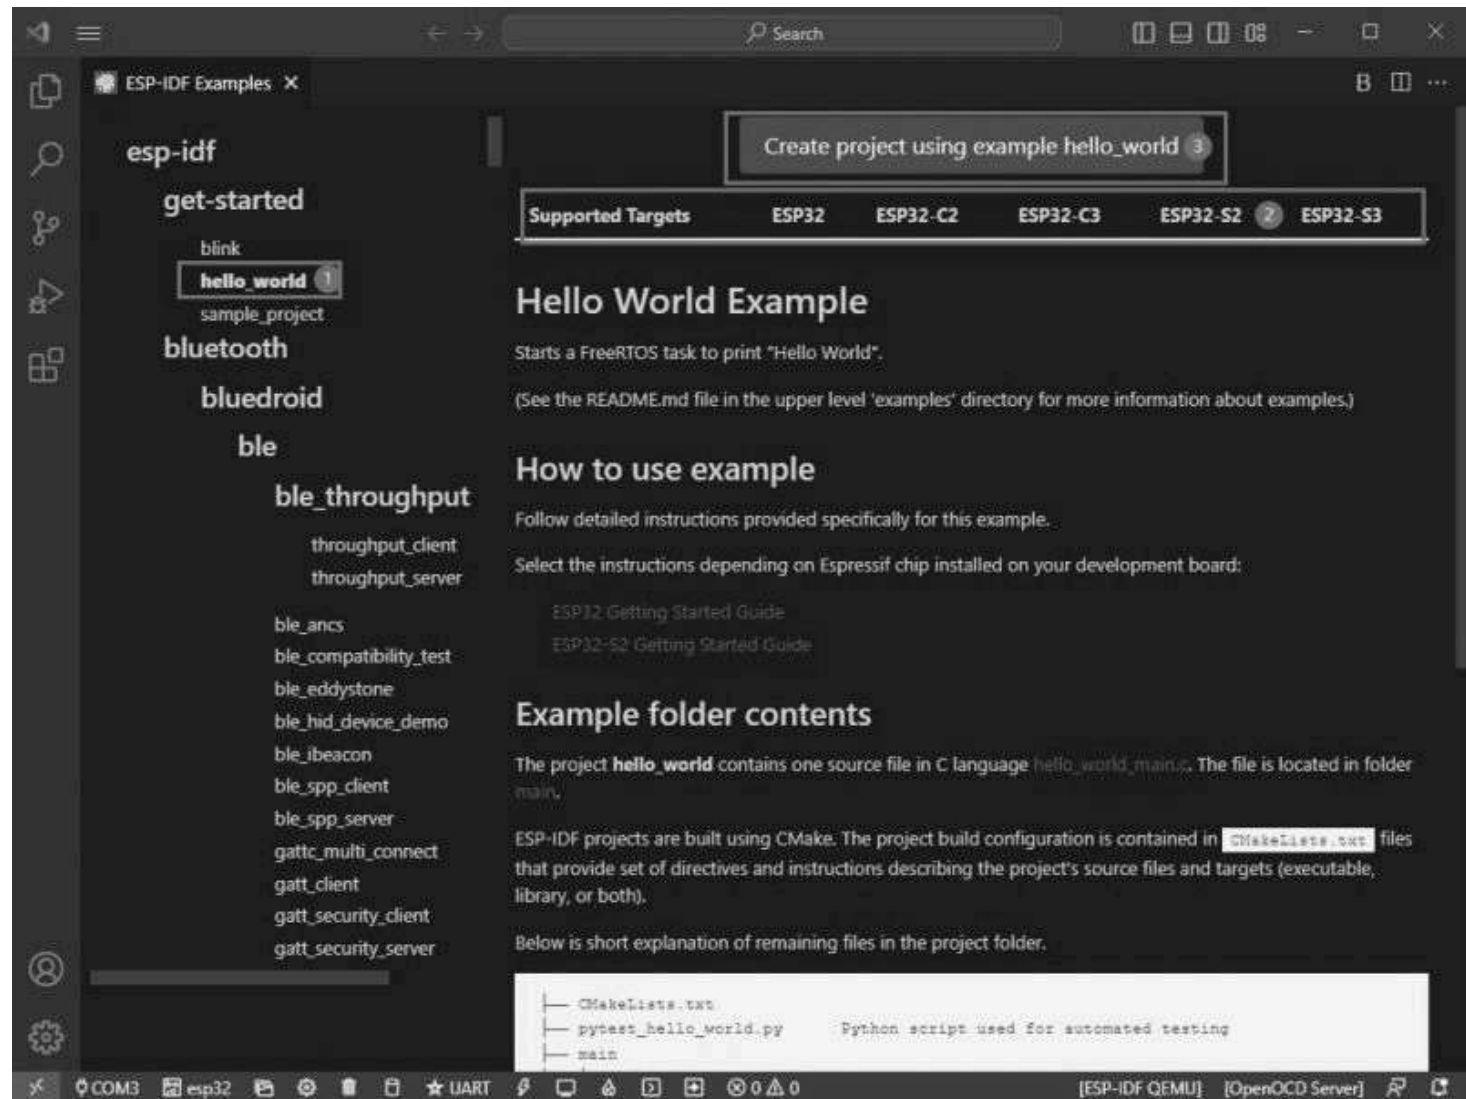 Search
ESP-IDF Examples
esp-idf
get-started
blink
hello_world 1
sample_project
bluetooth
bluedroid
ble
ble_throughput
throughput_client
throughput_server
ble_ancs
ble_compatibility_test
ble_eddystone
ble_hid_device_demo
ble_ibeacon
ble_spp_client
ble_spp_server
gattc_multi_connect
gatt_client
gatt_security_client
gatt_security_server
Create project using example hello_world 3
Supported Targets ESP32 ESP32-C2 ESP32-C3 ESP32-S2 2 ESP32-S3
Hello World Example
Starts a FreeRTOS task to print "Hello World".
(See the README.md file in the upper level 'examples' directory for more information about examples.)
How to use example
Follow detailed instructions provided specifically for this example.
Select the instructions depending on Espressif chip installed on your development board:
ESP32 Getting Started Guide
ESP32-S2 Getting Started Guide
Example folder contents
The project hello_world contains one source file in C language hello_world_main.c. The file is located in folder
main.
ESP-IDF projects are built using CMake. The project build configuration is contained in CMakeLists.txt files
that provide set of directives and instructions describing the project's source files and targets (executable,
library, or both).
Below is short explanation of remaining files in the project folder.
├── CMakeLists.txt
├── pytest_hello_world.py Python script used for automated testing
├── main
COM3 esp32 UART 0 0 [ESP-IDF QEMU] [OpenOCD Server]